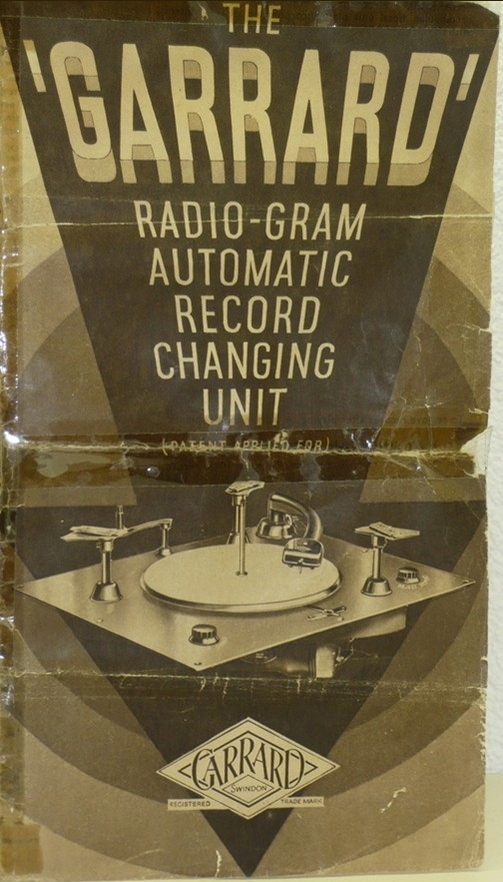 THE
'GARRARD'
RADIO-GRAM
AUTOMATIC
RECORD
CHANGING
UNIT
(PATENT APPLIED FOR)
GARRARD
SWINDON
REGISTERED TRADE MARK